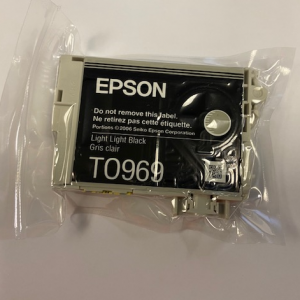 EPSON
Do not remove this label.
Ne retirez pas cette étiquette.
Portions ©2006 Seiko Epson Corporation
Light Light Black
Gris clair
TO969